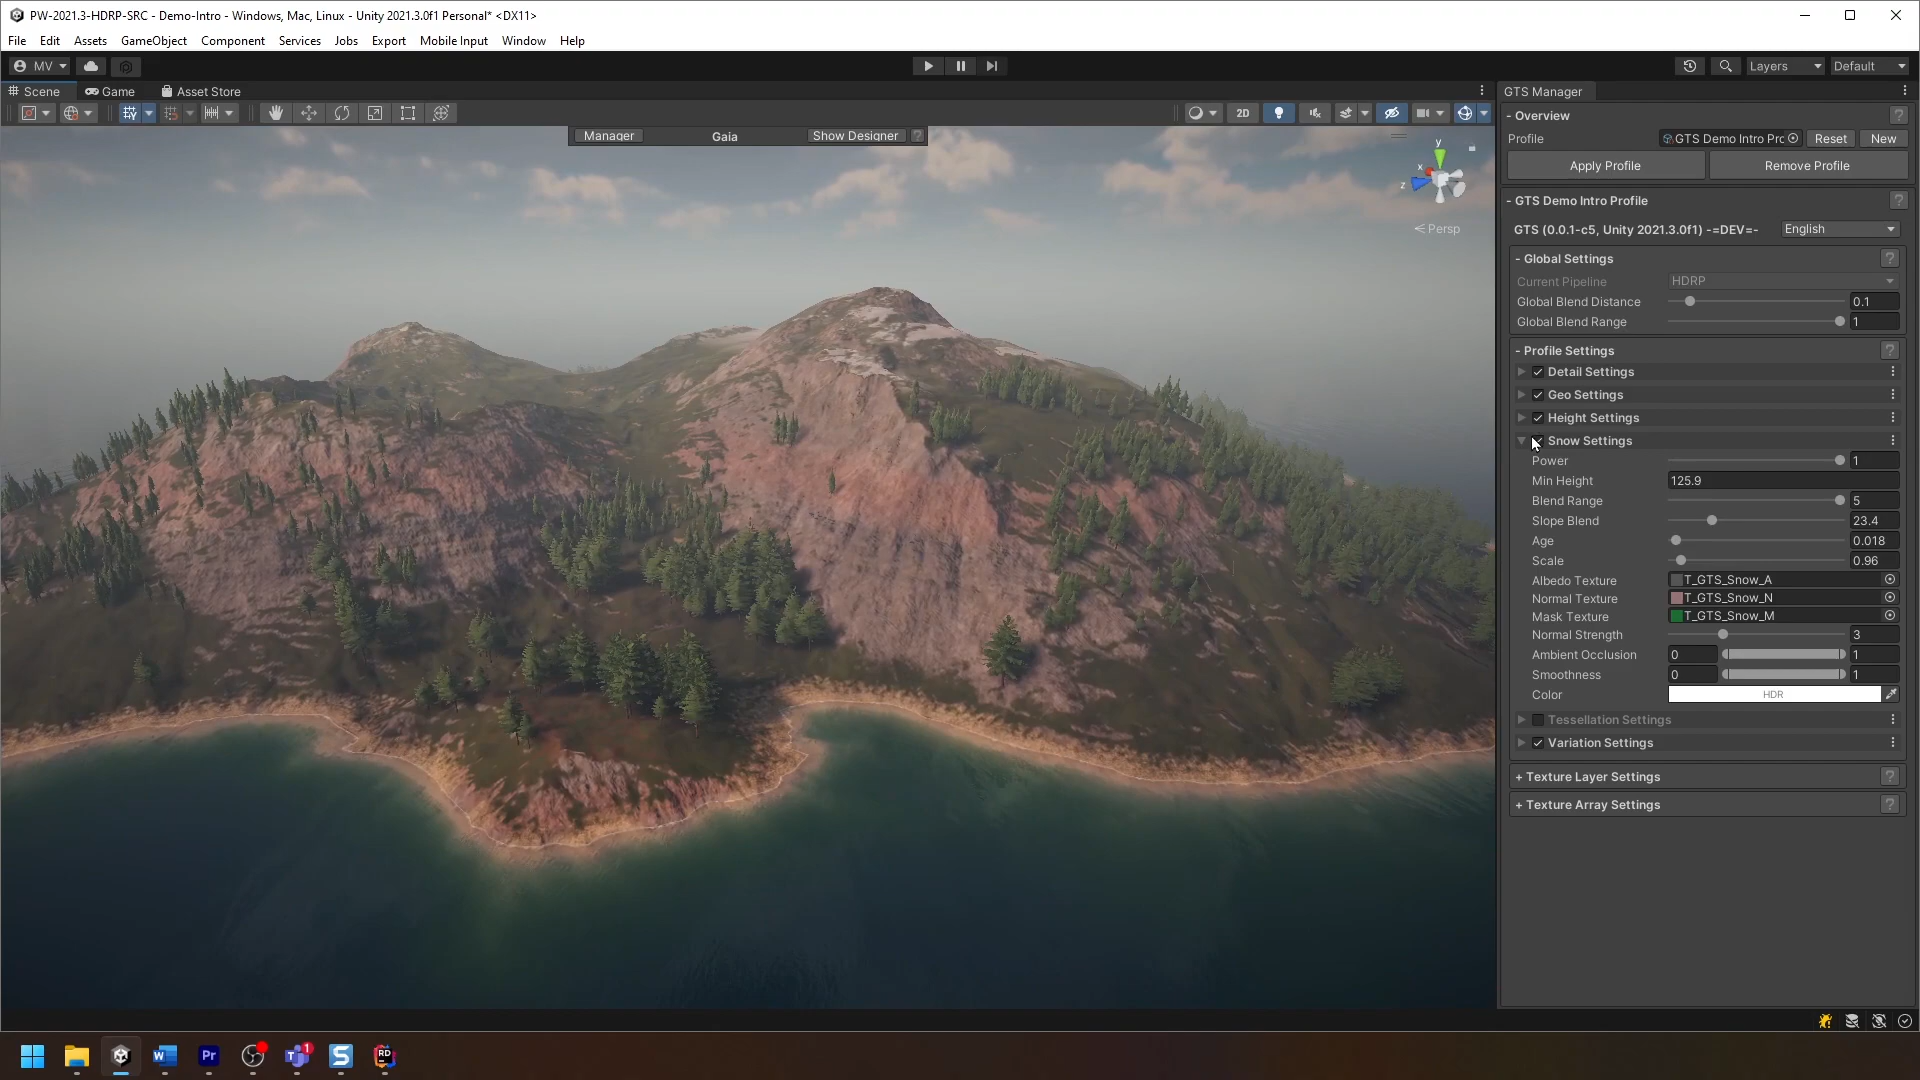 PW-2021.3-HDRP-SRC - Demo-Intro - Windows, Mac, Linux - Unity 2021.3.0f1 Personal* <DX11>
File Edit Assets GameObject Component Services Jobs Export Mobile Input Window Help
MV
Layers Default
Scene Game Asset Store
2D
Manager Gaia Show Designer ?
y
x
z
Persp
GTS Manager
- Overview ?
Profile GTS Demo Intro Prc Reset New
Apply Profile Remove Profile
- GTS Demo Intro Profile ?
GTS (0.0.1-c5, Unity 2021.3.0f1) -=DEV=- English
- Global Settings ?
Current Pipeline HDRP
Global Blend Distance 0.1
Global Blend Range 1
- Profile Settings ?
Detail Settings
Geo Settings
Height Settings
Snow Settings
Power 1
Min Height 125.9
Blend Range 5
Slope Blend 23.4
Age 0.018
Scale 0.96
Albedo Texture T_GTS_Snow_A
Normal Texture T_GTS_Snow_N
Mask Texture T_GTS_Snow_M
Normal Strength 3
Ambient Occlusion 0 1
Smoothness 0 1
Color HDR
Tessellation Settings
Variation Settings
+ Texture Layer Settings ?
+ Texture Array Settings ?
W Pr T 1 S RD